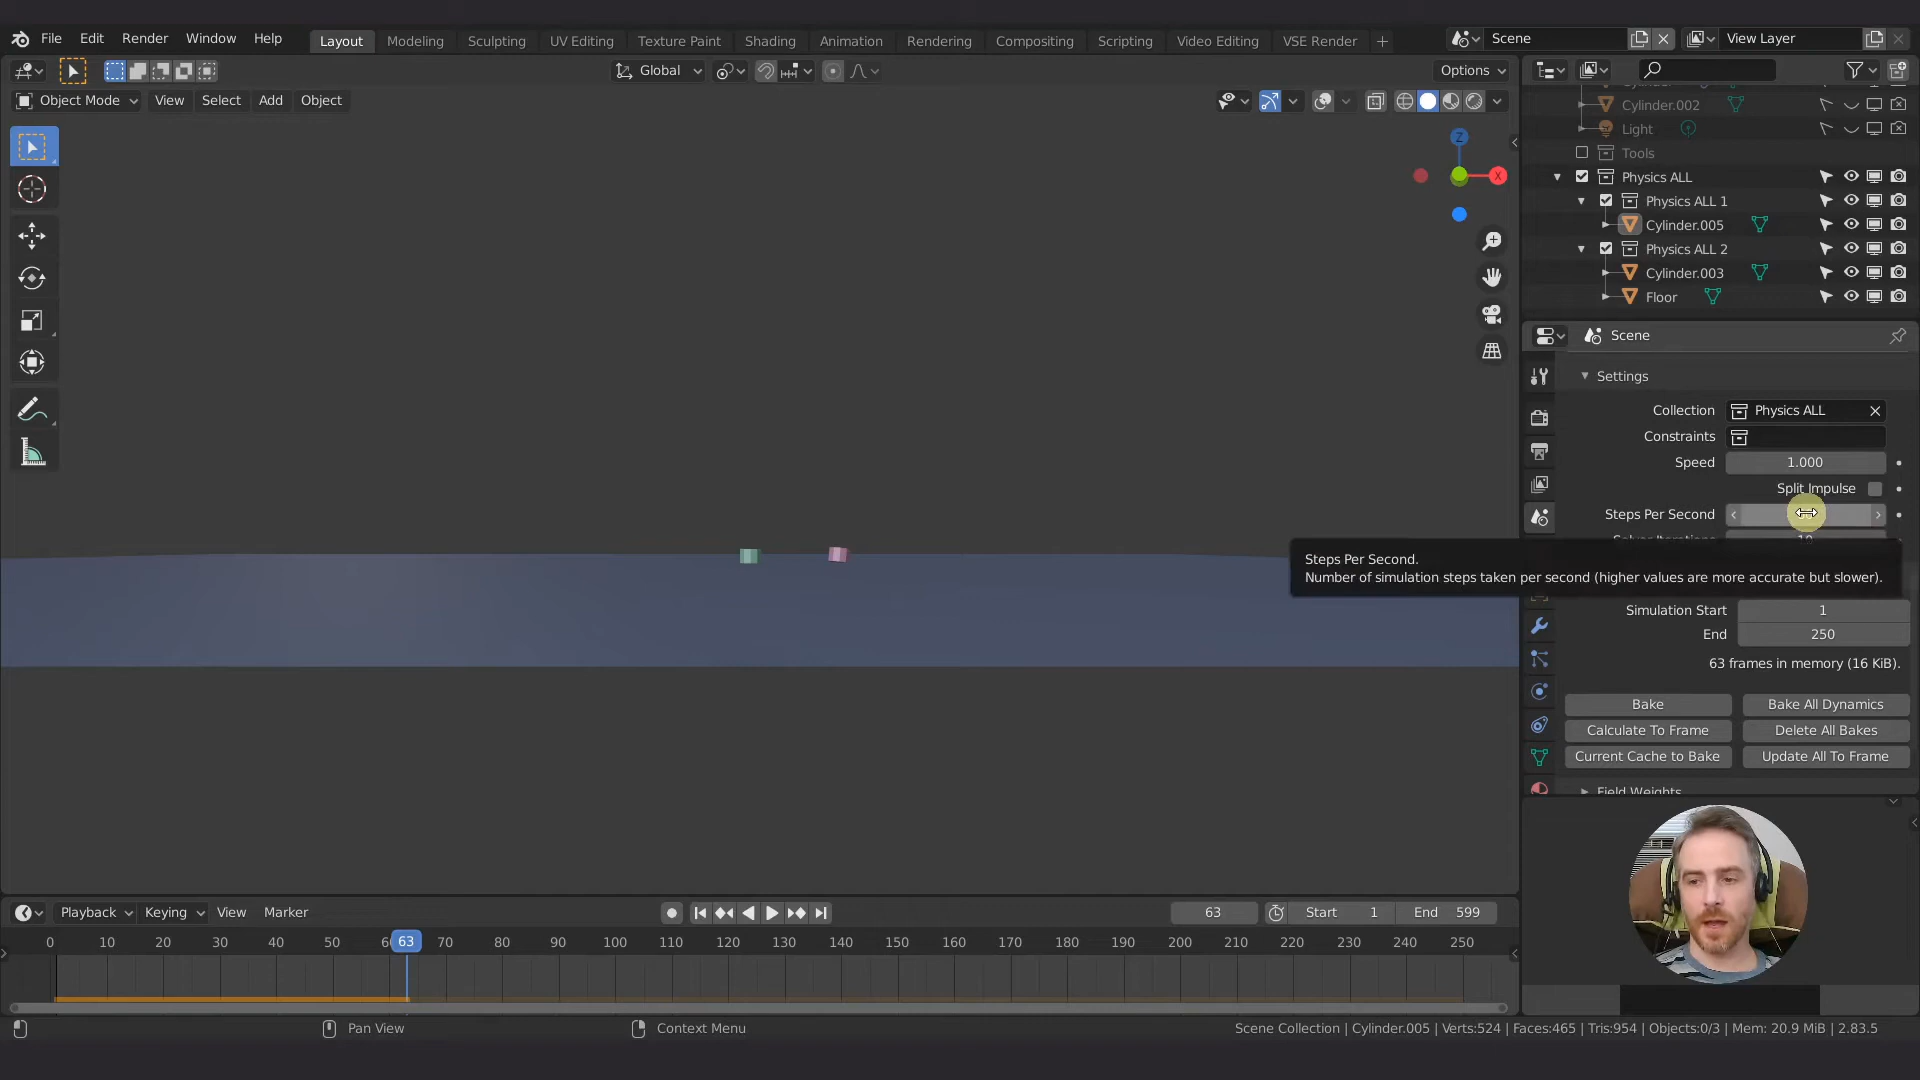 File Edit Render Window Help Layout Modeling Sculpting UV Editing Texture Paint Shading Animation Rendering Compositing Scripting Video Editing VSE Render + Scene View Layer
Global Options
Object Mode View Select Add Object
Cylinder.002
Light
Tools
Physics ALL
Physics ALL 1
Cylinder.005
Physics ALL 2
Cylinder.003
Floor
Z
X
Scene
Settings
Collection Physics ALL
Constraints
Speed 1.000
Split Impulse
Steps Per Second
Steps Per Second.
Number of simulation steps taken per second (higher values are more accurate but slower).
Simulation Start 1
End 250
63 frames in memory (16 KiB).
Bake Bake All Dynamics
Calculate To Frame Delete All Bakes
Current Cache to Bake Update All To Frame
Field Weights
Playback Keying View Marker 63 Start 1 End 599
0 10 20 30 40 50 63 70 80 90 100 110 120 130 140 150 160 170 180 190 200 210 220 230 240 250
Pan View Context Menu Scene Collection | Cylinder.005 | Verts:524 | Faces:465 | Tris:954 | Objects:0/3 | Mem: 20.9 MiB | 2.83.5